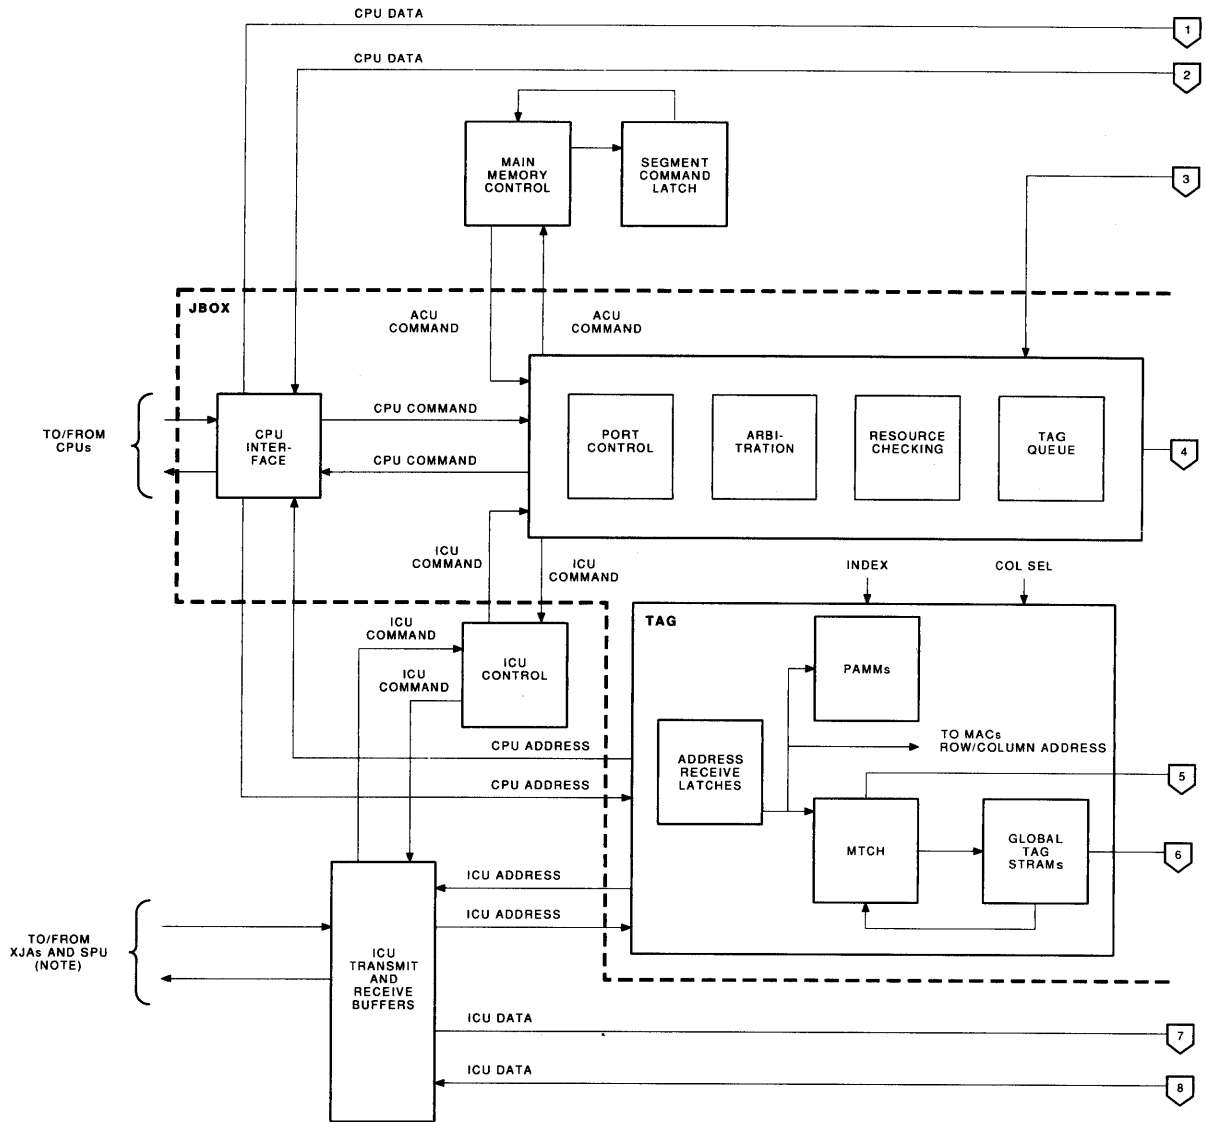 CPU DATA
1
CPU DATA
2
MAIN
MEMORY
CONTROL
SEGMENT
COMMAND
LATCH
3
JBOX
ACU
COMMAND
ACU
COMMAND
TO/FROM
CPUs
CPU
INTER-
FACE
CPU COMMAND
CPU COMMAND
PORT
CONTROL
ARBI-
TRATION
RESOURCE
CHECKING
TAG
QUEUE
4
ICU
COMMAND
ICU
COMMAND
INDEX
COL SEL
ICU
COMMAND
ICU
COMMAND
ICU
CONTROL
TAG
PAMMs
CPU ADDRESS
CPU ADDRESS
ADDRESS
RECEIVE
LATCHES
TO MACs
ROW/COLUMN ADDRESS
5
MTCH
GLOBAL
TAG
STRAMs
6
ICU ADDRESS
ICU ADDRESS
TO/FROM
XJAs AND SPU
(NOTE)
ICU
TRANSMIT
AND
RECEIVE
BUFFERS
ICU DATA
7
ICU DATA
8